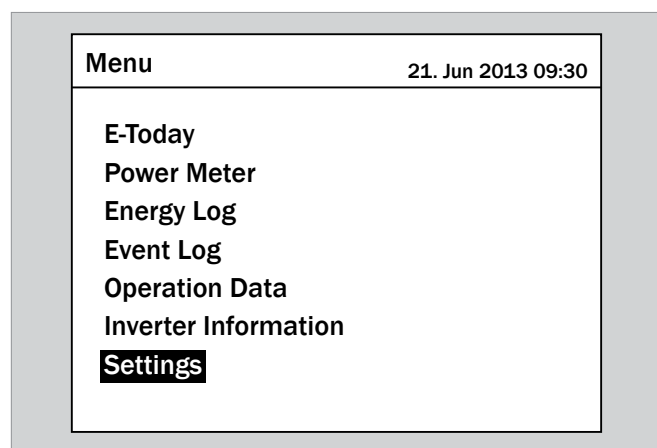 Menu
21. Jun 2013 09:30
E-Today
Power Meter
Energy Log
Event Log
Operation Data
Inverter Information
Settings